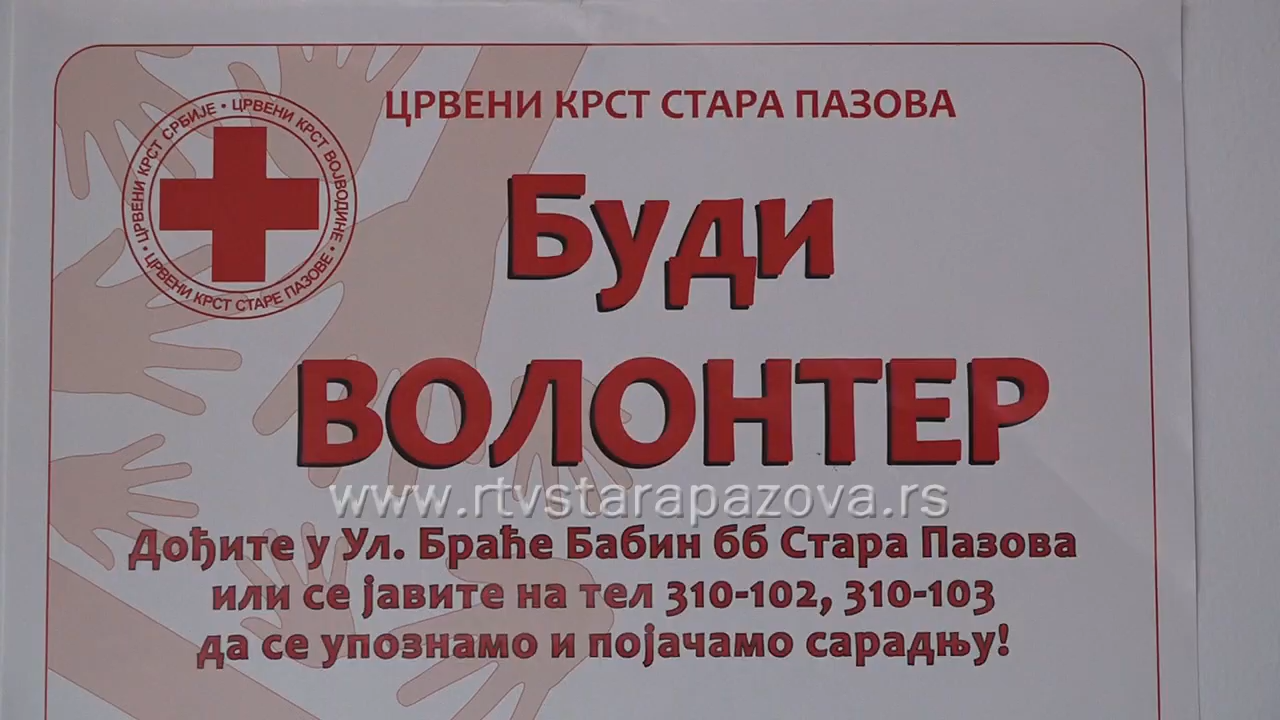 ЦРВЕНИ КРСТ СРБИЈЕ • ЦРВЕНИ КРСТ ВОЈВОДИНЕ • ЦРВЕНИ КРСТ СТАРЕ ПАЗОВЕ •
ЦРВЕНИ КРСТ СТАРА ПАЗОВА
Буди
ВОЛОНТЕР
www.rtvstarapazova.rs
Дођите у Ул. Браће Бабин бб Стара Пазова
или се јавите на тел 310-102, 310-103
да се упознамо и појачамо сарадњу!